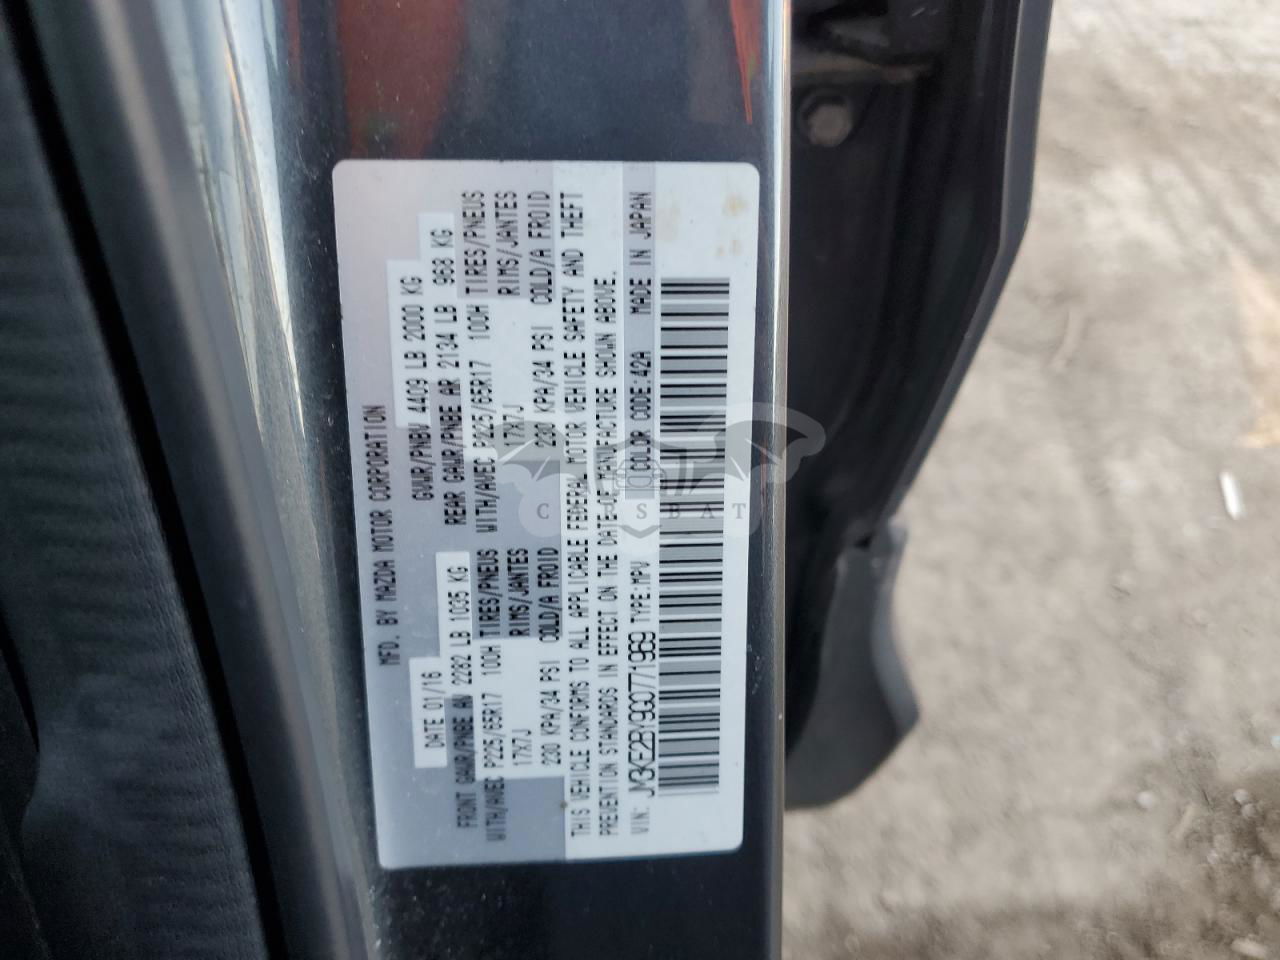 MFD. BY MAZDA MOTOR CORPORATION
DATE 01/16 GVWR/PNBV 4409 LB 2000 KG
FRONT GAWR/PNBE AV 2282 LB 1035 KG REAR GAWR/PNBE AR 2134 LB 968 KG
WITH/AVEC P225/65R17 100H TIRES/PNEUS WITH/AVEC P225/65R17 100H TIRES/PNEUS
17X7J RIMS/JANTES 17X7J RIMS/JANTES
230 KPA/34 PSI COLD/A FROID 230 KPA/34 PSI COLD/A FROID
THIS VEHICLE CONFORMS TO ALL APPLICABLE FEDERAL MOTOR VEHICLE SAFETY AND THEFT
PREVENTION STANDARDS IN EFFECT ON THE DATE OF MANUFACTURE SHOWN ABOVE.
VIN: JM3KE2BY9G0771969 TYPE:MPV COLOR CODE:42A MADE IN JAPAN
CARSBAT